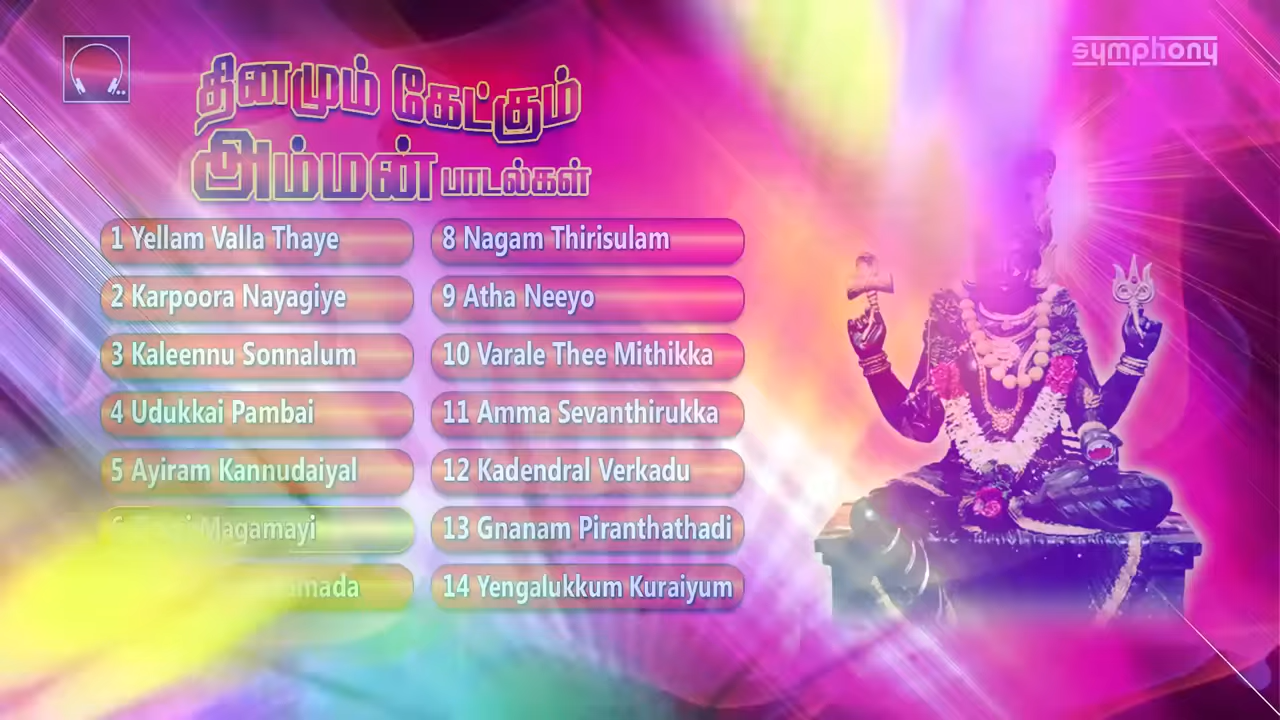 symphony
தினமும் கேட்கும்
அம்மன் பாடல்கள்
1 Yellam Valla Thaye
2 Karpoora Nayagiye
3 Kaleennu Sonnalum
4 Udukkai Pambai
5 Ayiram Kannudaiyal
Magamayi
8 Nagam Thirisulam
9 Atha Neeyo
10 Varale Thee Mithikka
11 Amma Sevanthirukka
12 Kadendral Verkadu
13 Gnanam Piranthathadi
14 Yengalukkum Kuraiyum